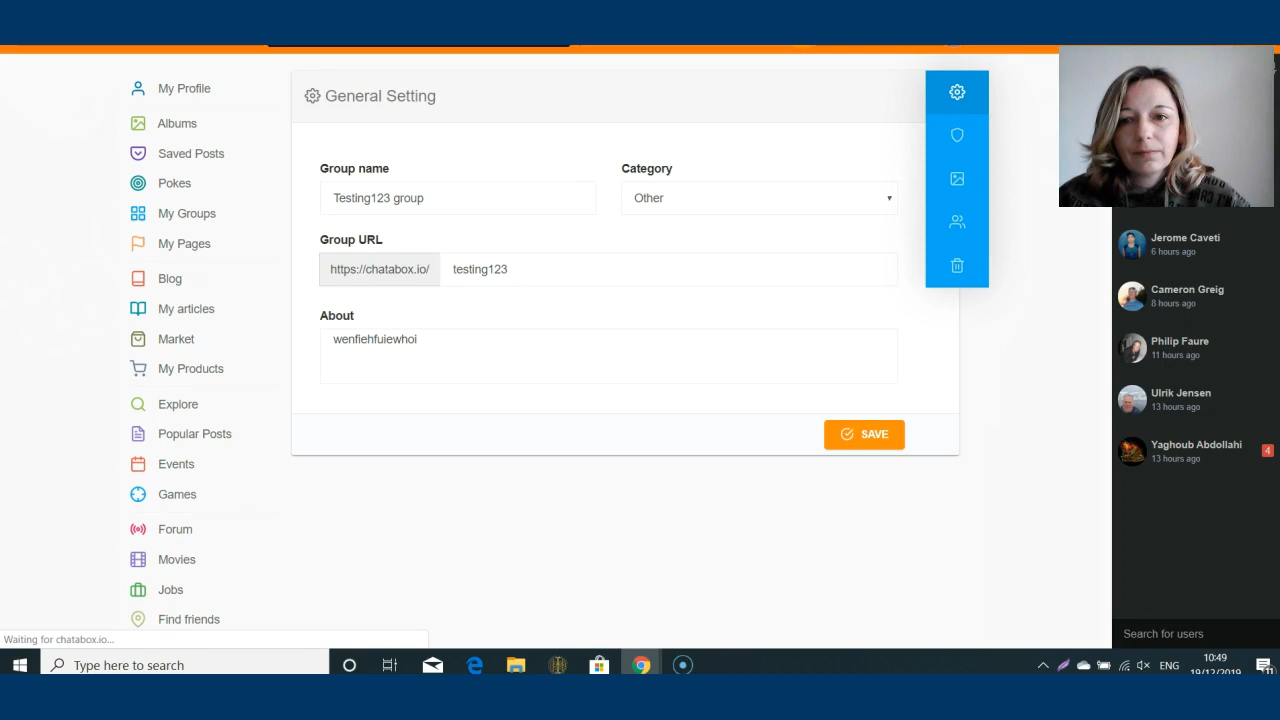 My Profile
Albums
Saved Posts
Pokes
My Groups
My Pages
Blog
My articles
Market
My Products
Explore
Popular Posts
Events
Games
Forum
Movies
Jobs
Find friends
Waiting for chatabox.io...
General Setting
Group name
Testing123 group
Category
Other
Group URL
https://chatabox.io/ testing123
About
wenfiehfuiewhoi
SAVE
Jerome Caveti
6 hours ago
Cameron Greig
8 hours ago
Philip Faure
11 hours ago
Ulrik Jensen
13 hours ago
Yaghoub Abdollahi
13 hours ago
4
Search for users
Type here to search
ENG
10:49
19/12/2019